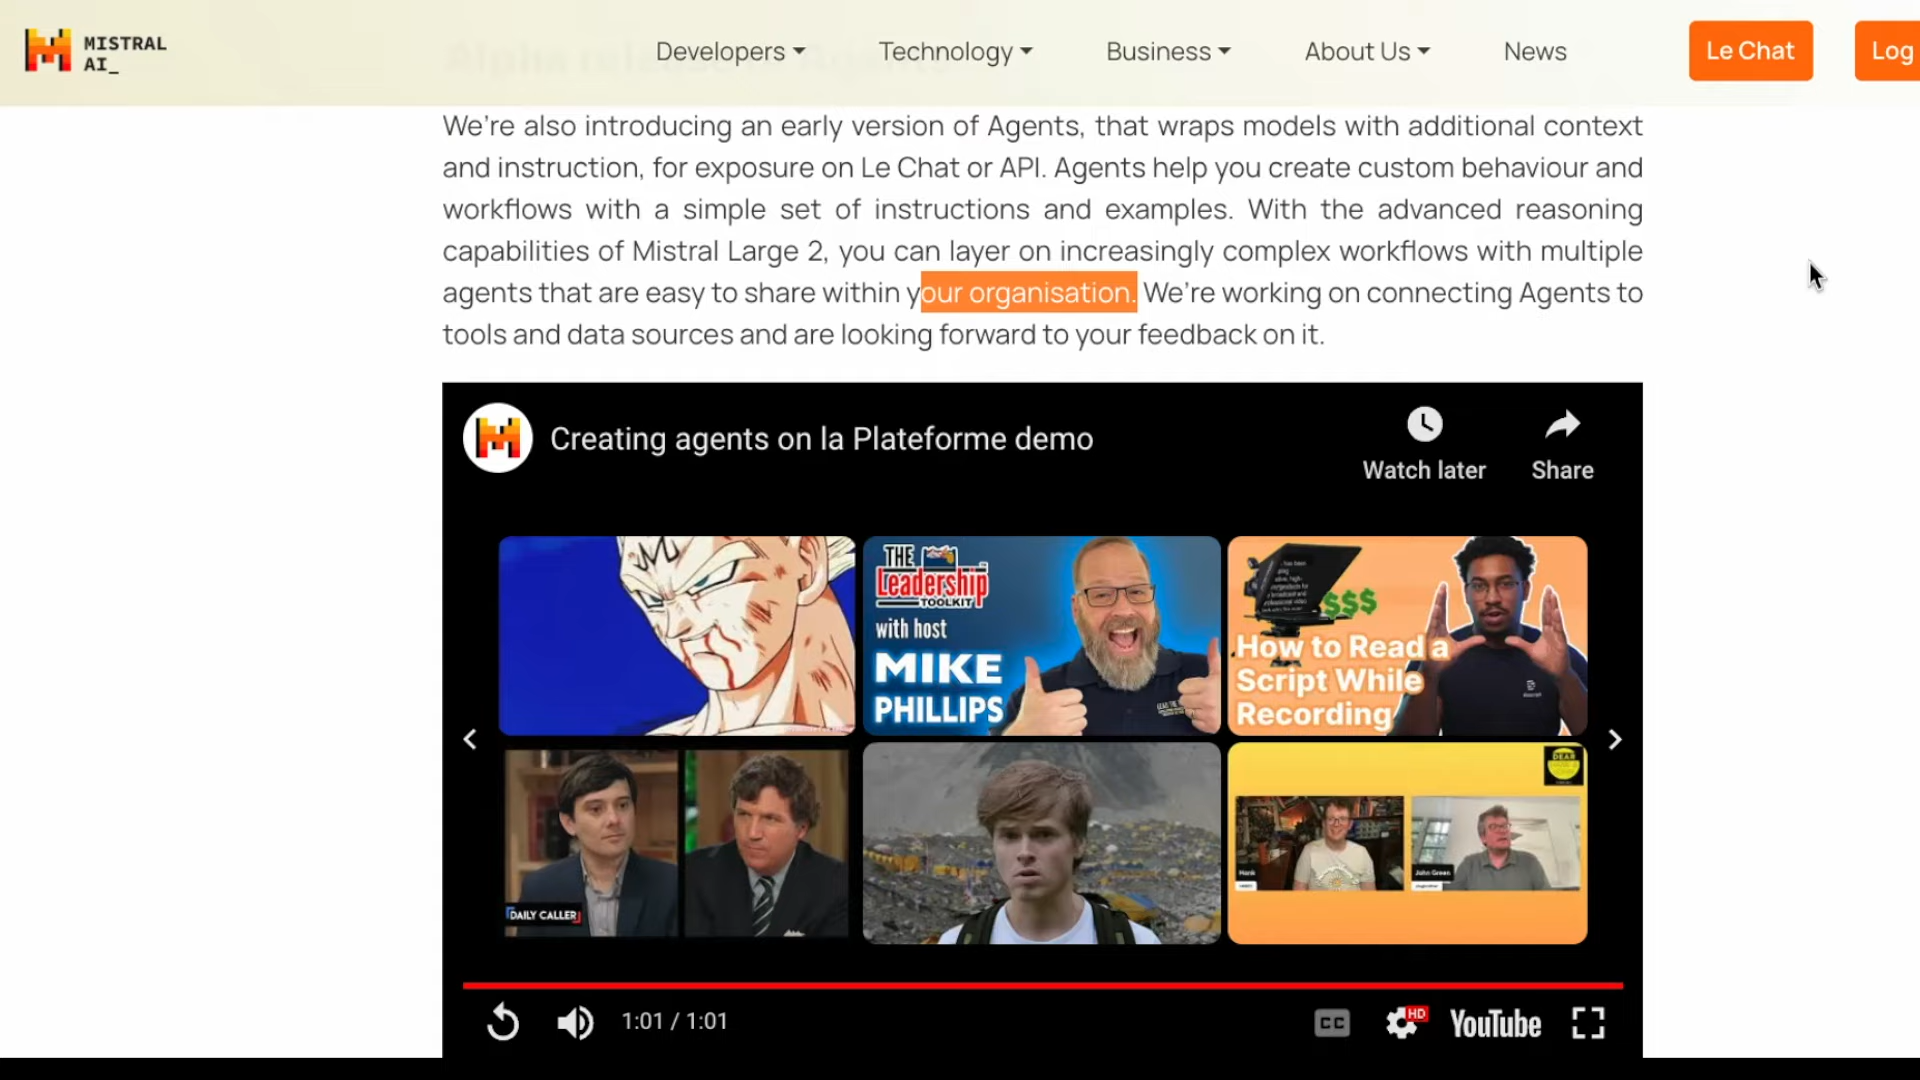 MISTRAL
AI_
Developers
Technology
Business
About Us
News
Le Chat
Log
We're also introducing an early version of Agents, that wraps models with additional context
and instruction, for exposure on Le Chat or API. Agents help you create custom behaviour and
workflows with a simple set of instructions and examples. With the advanced reasoning
capabilities of Mistral Large 2, you can layer on increasingly complex workflows with multiple
agents that are easy to share within your organisation. We're working on connecting Agents to
tools and data sources and are looking forward to your feedback on it.
Creating agents on la Plateforme demo
Watch later
Share
THE
Leadership
TOOLKIT
with host
MIKE
PHILLIPS
$$$
How to Read a
Script While
Recording
DAILY CALLER
DEAR
Hank
John Green
1:01 / 1:01
CC
HD
YouTube